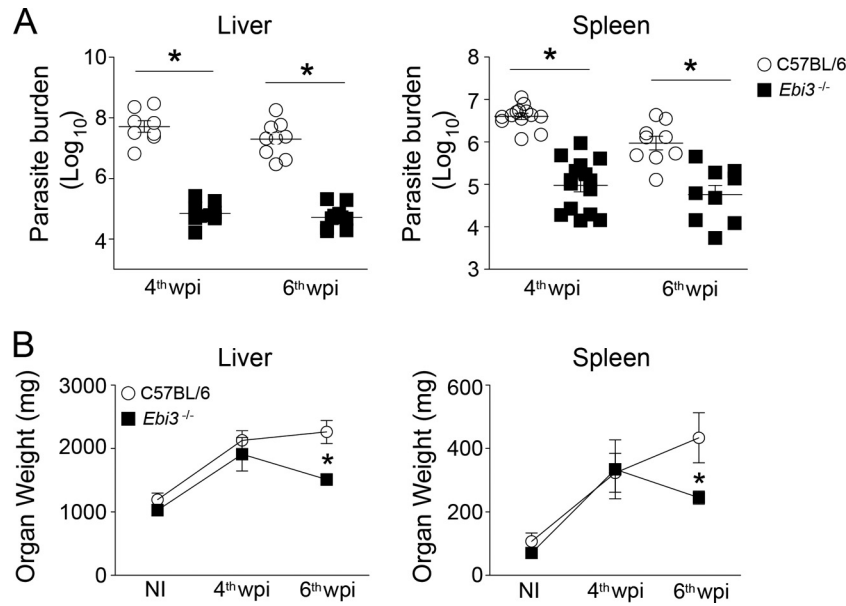 A
Liver
Spleen
C57BL/6
Ebi3 -/-
Parasite burden
(Log10)
10
8
6
4
*
*
4th wpi
6th wpi
Parasite burden
(Log10)
8
7
6
5
4
3
*
*
4th wpi
6th wpi
B
Liver
Spleen
Organ Weight (mg)
3000
2000
1000
0
C57BL/6
Ebi3 -/-
*
NI
4th wpi
6th wpi
Organ Weight (mg)
600
400
200
0
*
NI
4th wpi
6th wpi